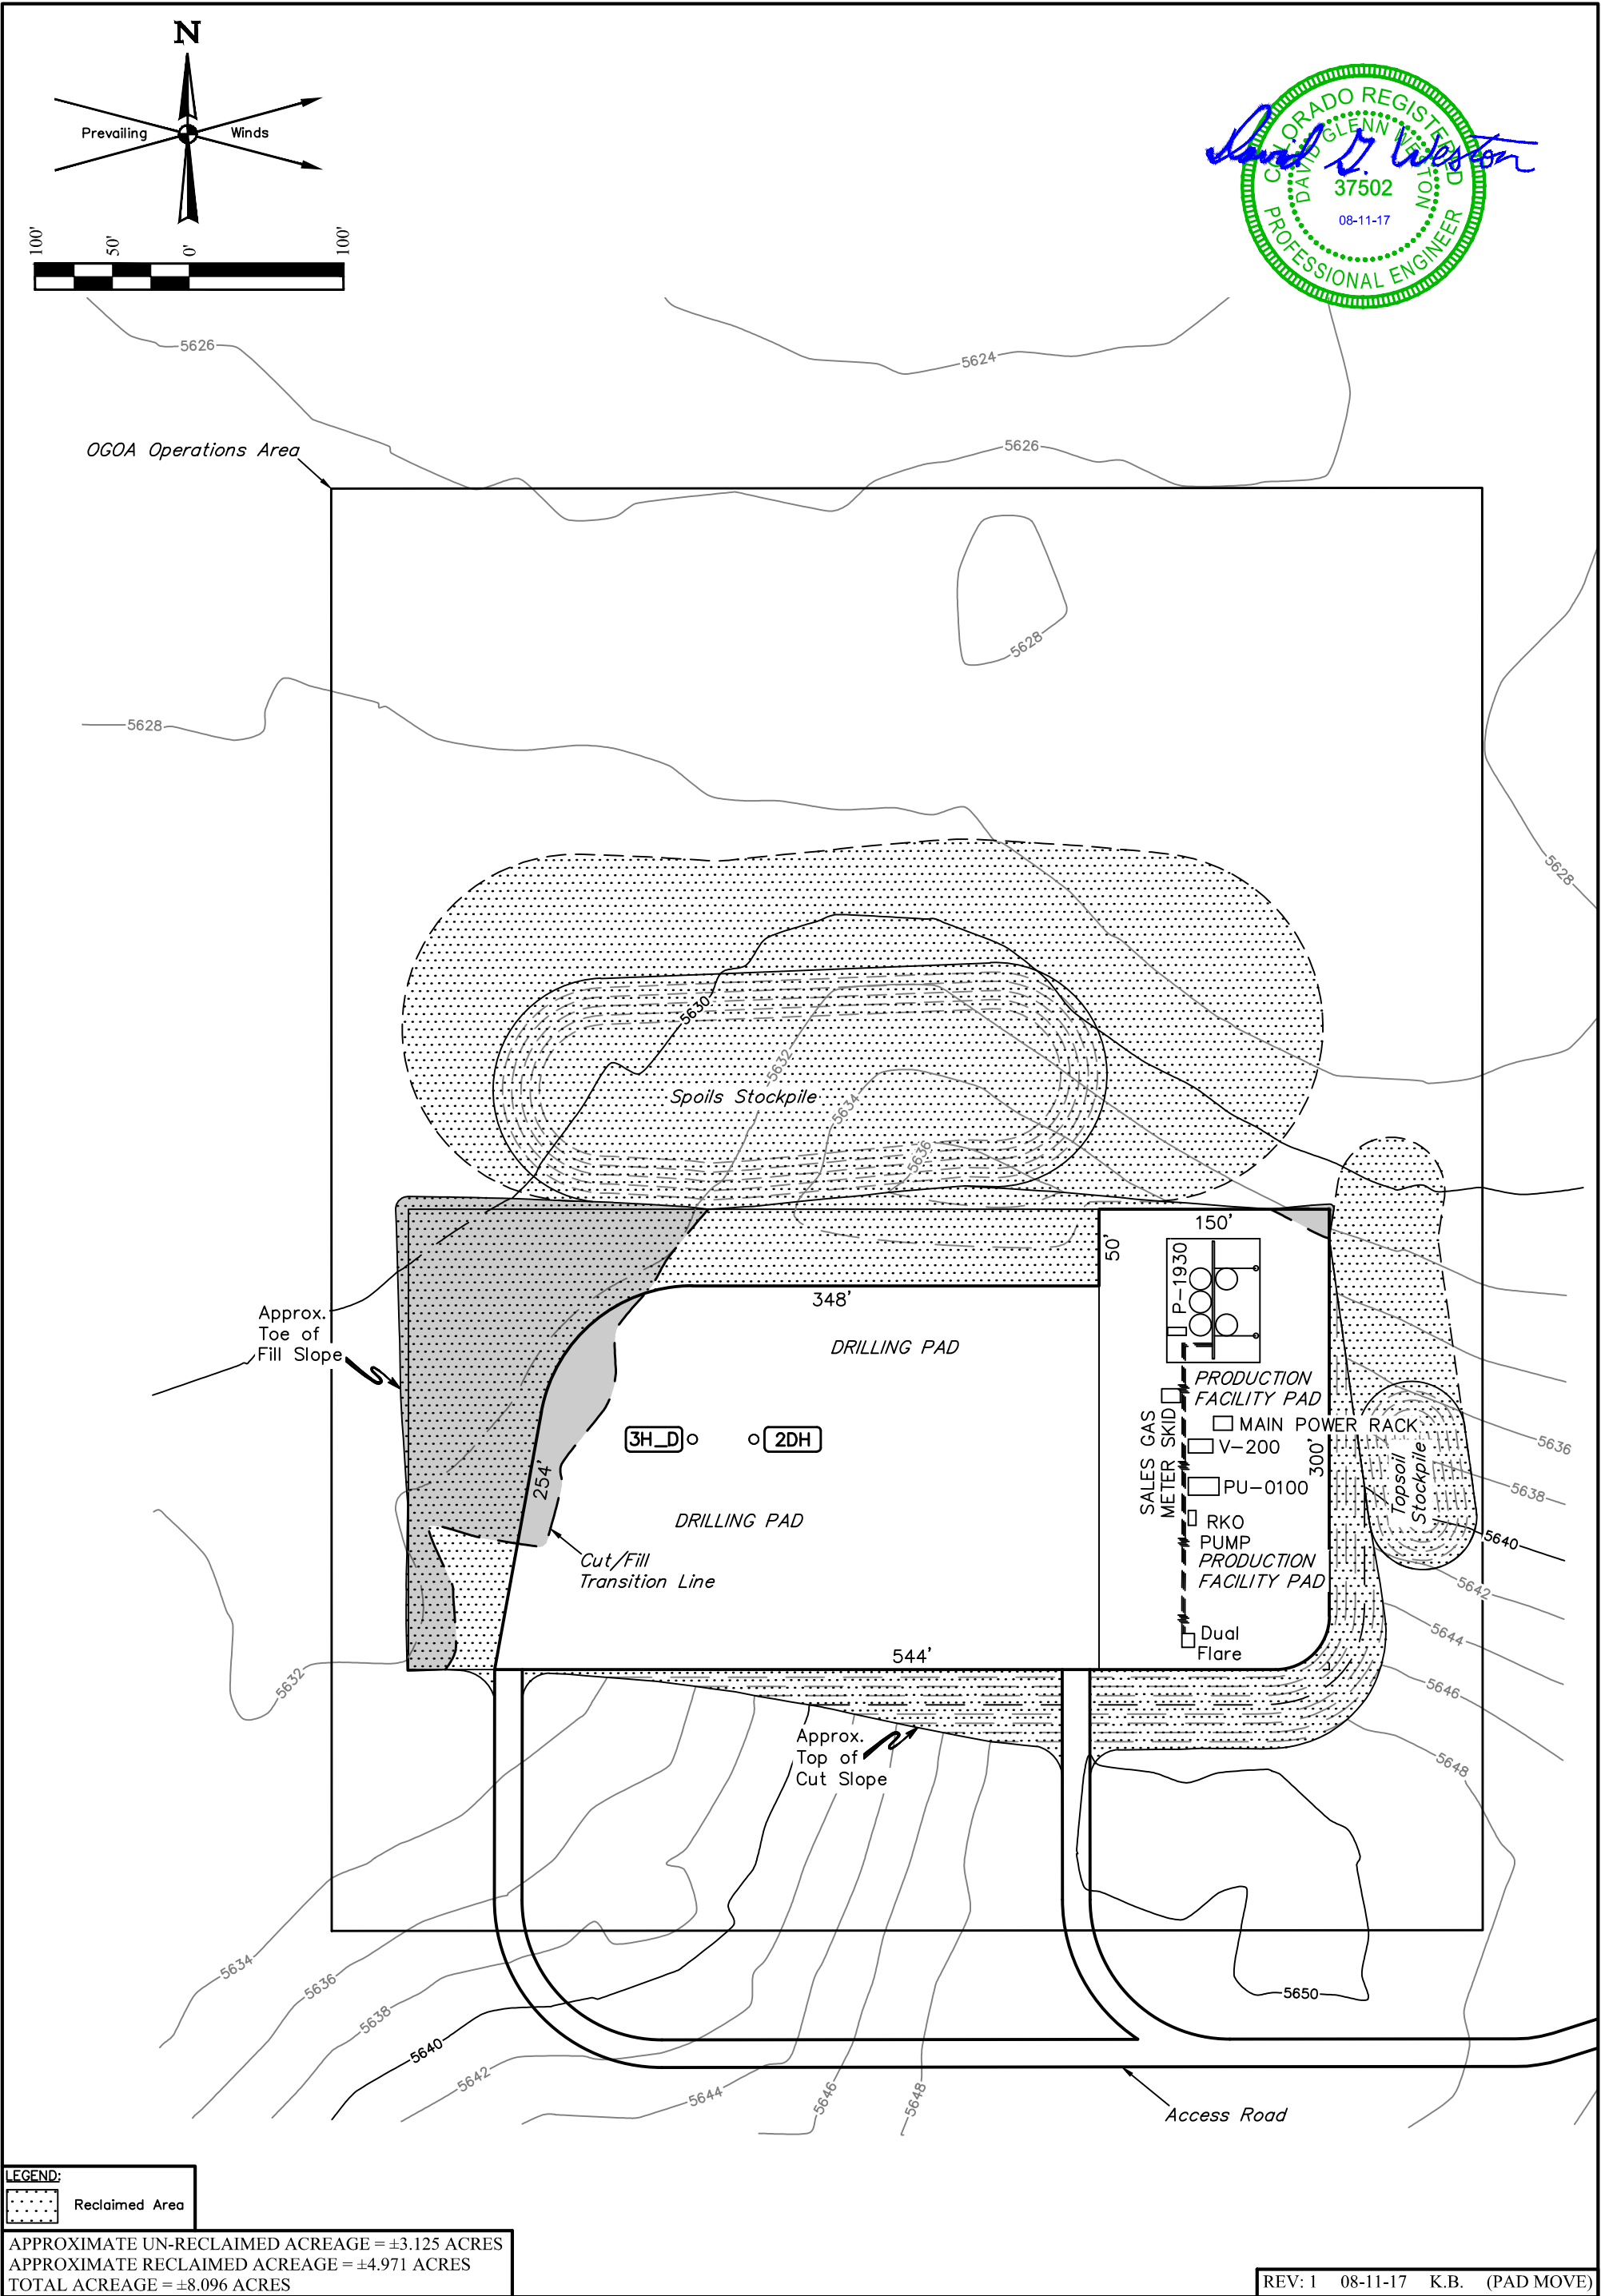 N
Prevailing Winds
100' 50' 0' 100'
COLORADO REGISTERED
DAVID GLENN WESTON
37502
08-11-17
PROFESSIONAL ENGINEER
David G. Weston
5626
5624
5626
OGOA Operations Area
5628
5628
5628
5630
5632
Spoils Stockpile
5634
5636
150'
50'
P-1930
348'
Approx.
Toe of
Fill Slope
DRILLING PAD
PRODUCTION
FACILITY PAD
MAIN POWER RACK
SALES GAS
METER SKID
3H_D
2DH
V-200
300'
Topsoil
Stockpile
5636
254'
PU-0100
5638
DRILLING PAD
RKO
PUMP
5640
Cut/Fill
Transition Line
PRODUCTION
FACILITY PAD
5642
Dual
Flare
5644
544'
5632
5646
Approx.
Top of
Cut Slope
5648
5634
5636
5650
5638
5640
5642
5644
5646
5648
Access Road
LEGEND:
Reclaimed Area
APPROXIMATE UN-RECLAIMED ACREAGE = ±3.125 ACRES
APPROXIMATE RECLAIMED ACREAGE = ±4.971 ACRES
TOTAL ACREAGE = ±8.096 ACRES
REV: 1 08-11-17 K.B. (PAD MOVE)